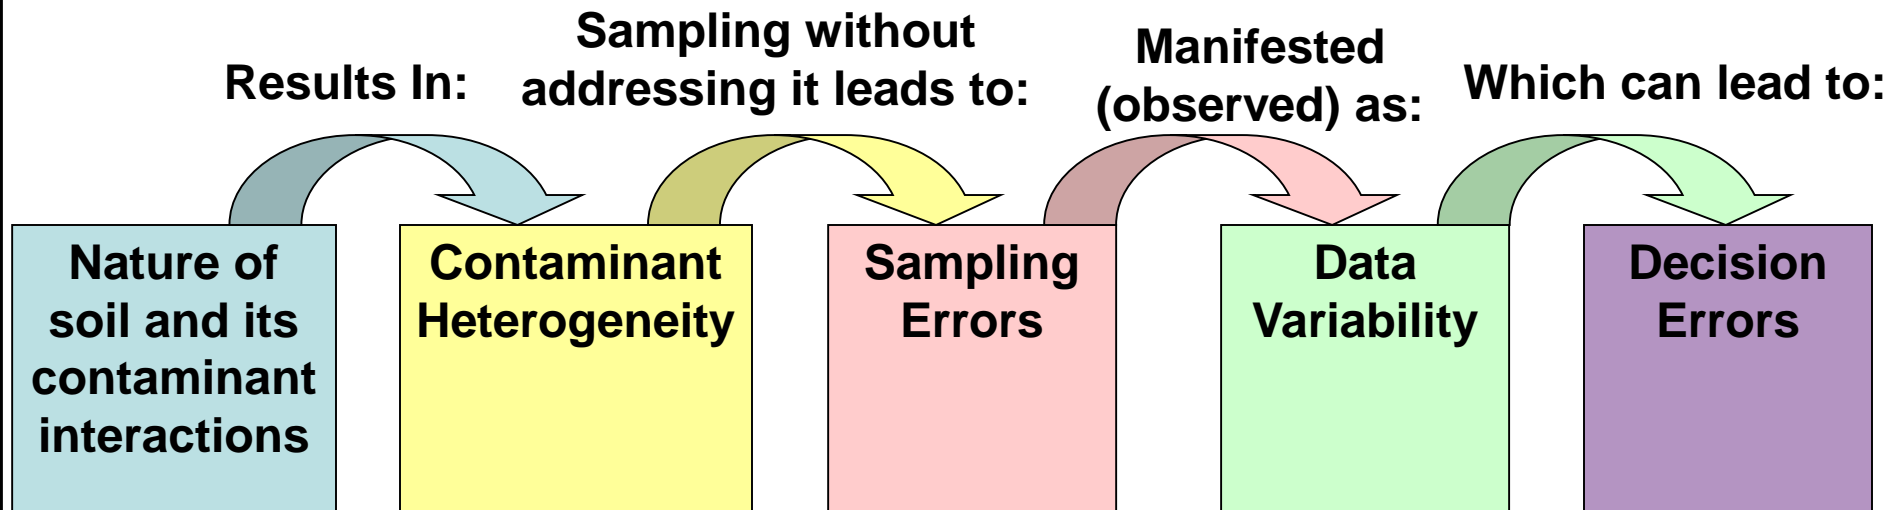 Results In:
Sampling without
addressing it leads to:
Manifested
(observed) as:
Which can lead to:
Nature of
soil and its
contaminant
interactions
Contaminant
Heterogeneity
Sampling
Errors
Data
Variability
Decision
Errors